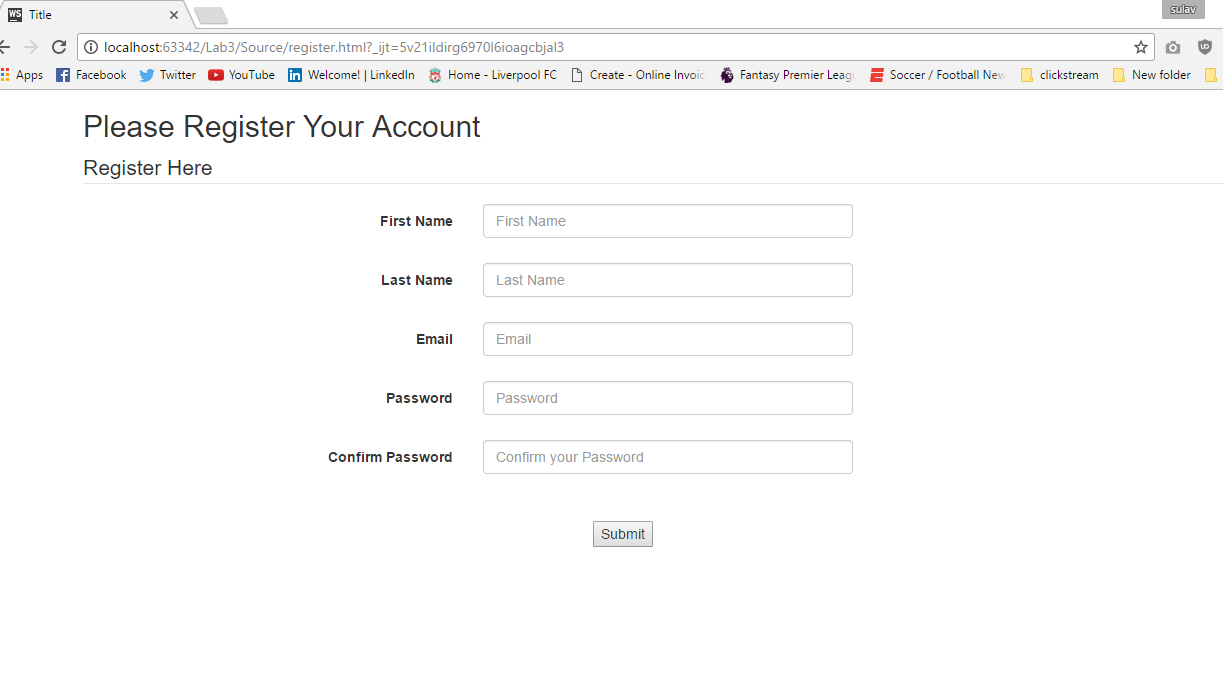 WS Title
sulav
localhost:63342/Lab3/Source/register.html?_ijt=5v21ildirg6970l6ioagcbjal3
Apps Facebook Twitter YouTube Welcome! | LinkedIn Home - Liverpool FC Create - Online Invoic Fantasy Premier Leag Soccer / Football New clickstream New folder
Please Register Your Account
Register Here
First Name First Name
Last Name Last Name
Email Email
Password Password
Confirm Password Confirm your Password
Submit